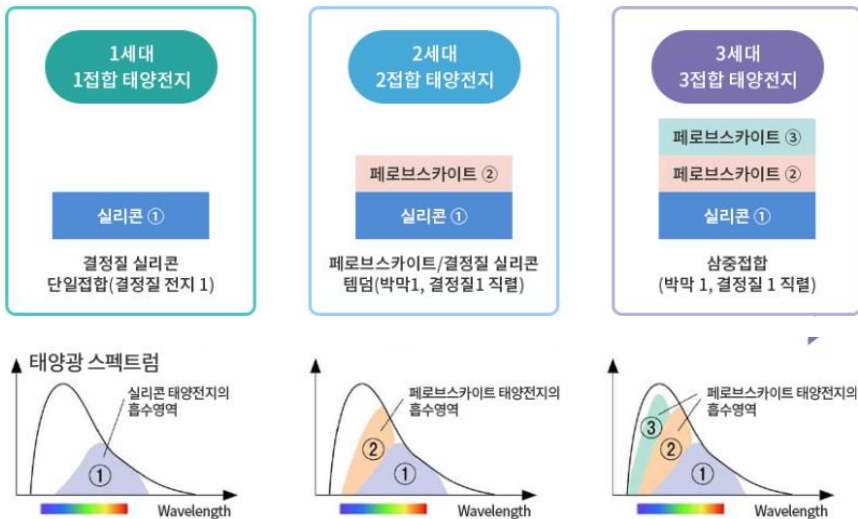 1세대
1접합 태양전지
실리콘 ①
결정질 실리콘
단일접합(결정질 전지 1)
2세대
2접합 태양전지
페로브스카이트 ②
실리콘 ①
페로브스카이트/결정질 실리콘
템덤(박막1, 결정질1 직렬)
3세대
3접합 태양전지
페로브스카이트 ③
페로브스카이트 ②
실리콘 ①
삼중접합
(박막 1, 결정질 1 직렬)
태양광 스펙트럼
실리콘 태양전지의
흡수영역
①
Wavelength
페로브스카이트 태양전지의
흡수영역
②
①
Wavelength
페로브스카이트 태양전지의
흡수영역
③
②
①
Wavelength